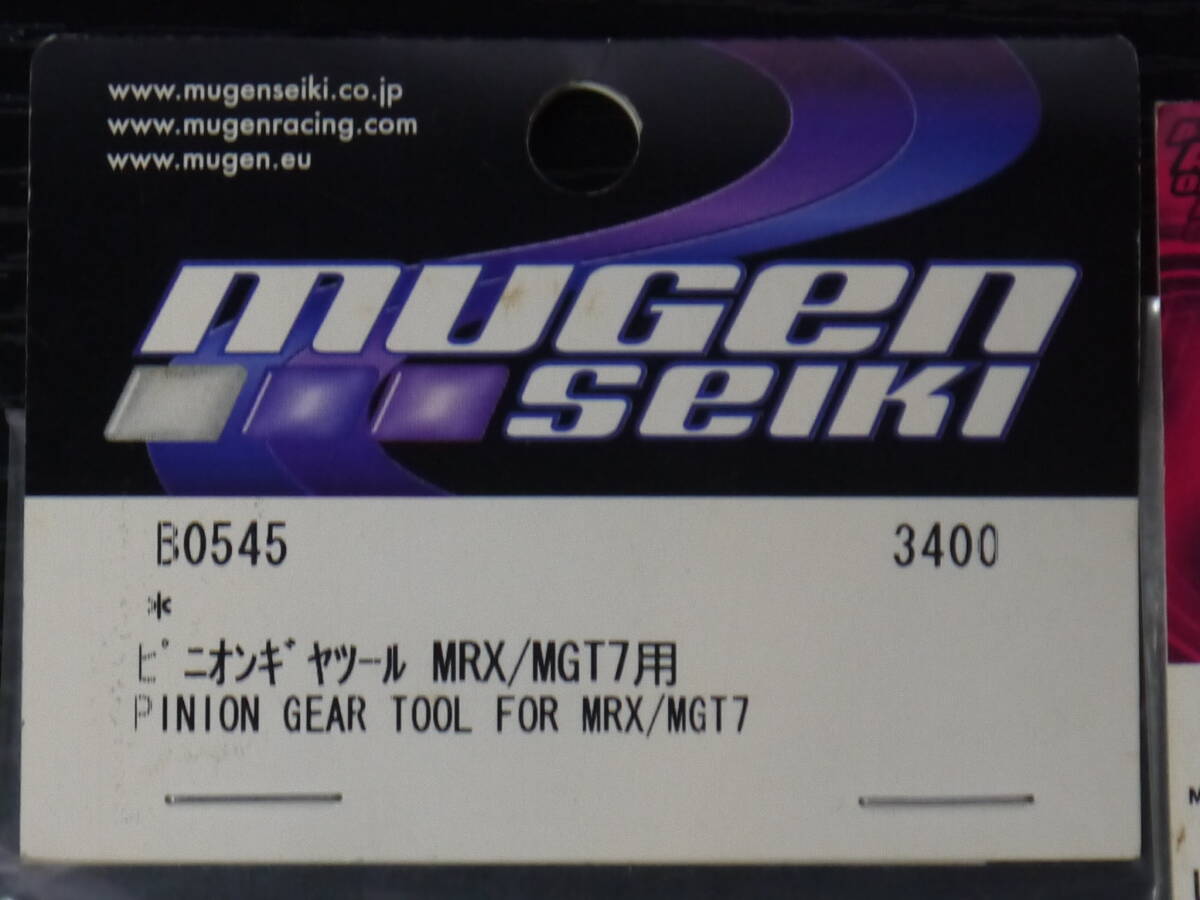 www.mugenseiki.co.jp
www.mugenracing.com
www.mugen.eu
mugen
seiki
B0545 3400
*
ﾋﾟﾆｵﾝｷﾞﾔﾂｰﾙ MRX/MGT7用
PINION GEAR TOOL FOR MRX/MGT7